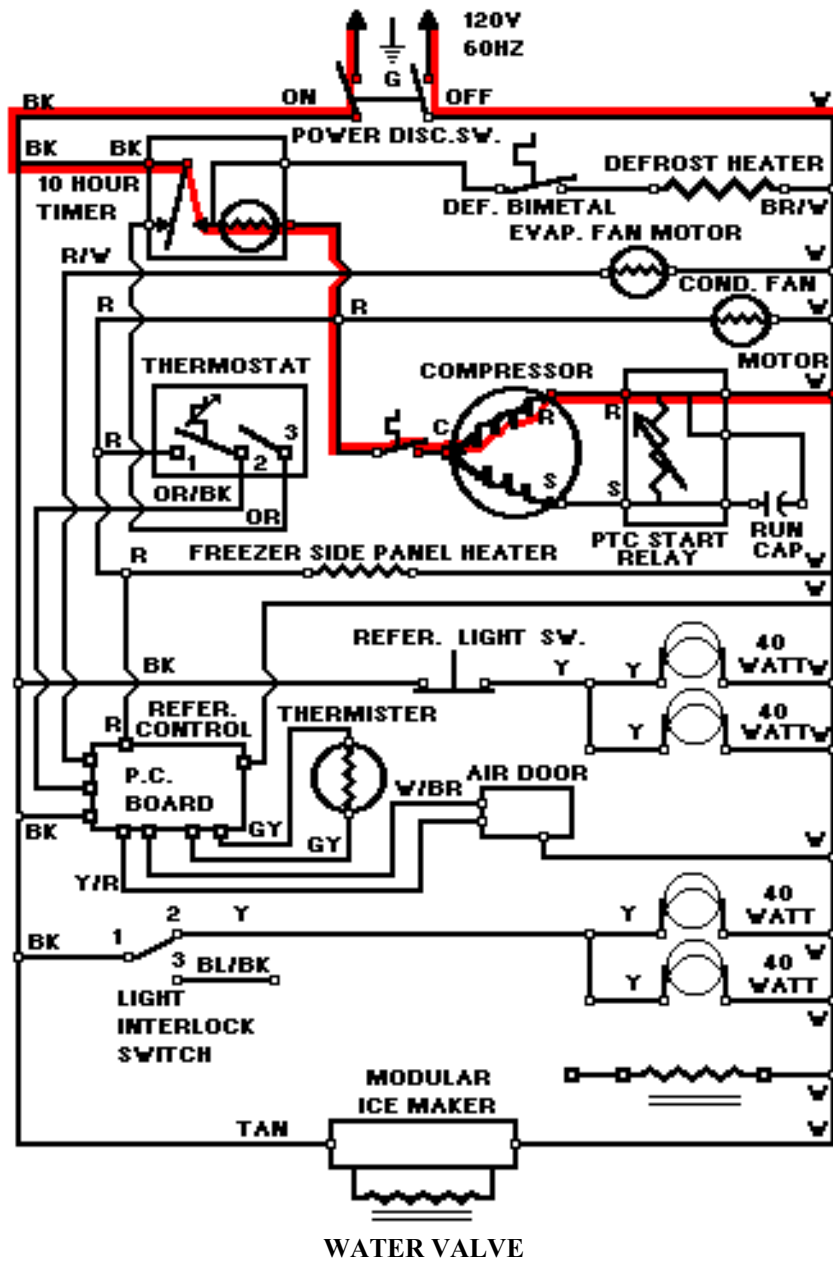 120V
60HZ
G
BK ON OFF W
POWER DISC.SW.
BK BK
10 HOUR
TIMER
DEFROST HEATER
DEF. BIMETAL BR/W
EVAP. FAN MOTOR
R/W W
COND. FAN
R R W
MOTOR
THERMOSTAT COMPRESSOR W
C R R
R 1 2 3
OR/BK
OR
S S
PTC START
RELAY
RUN
CAP
R FREEZER SIDE PANEL HEATER W
W
REFER. LIGHT SW.
BK Y Y 40
WATT W
REFER.
CONTROL
R THERMISTER Y 40
WATT W
P.C.
BOARD
W/BR AIR DOOR
BK GY GY W
Y/R
2 Y Y 40
WATT
BK 1 W
3 BL/BK Y 40
WATT
LIGHT
INTERLOCK
SWITCH
W
MODULAR
ICE MAKER
W
TAN W
WATER VALVE